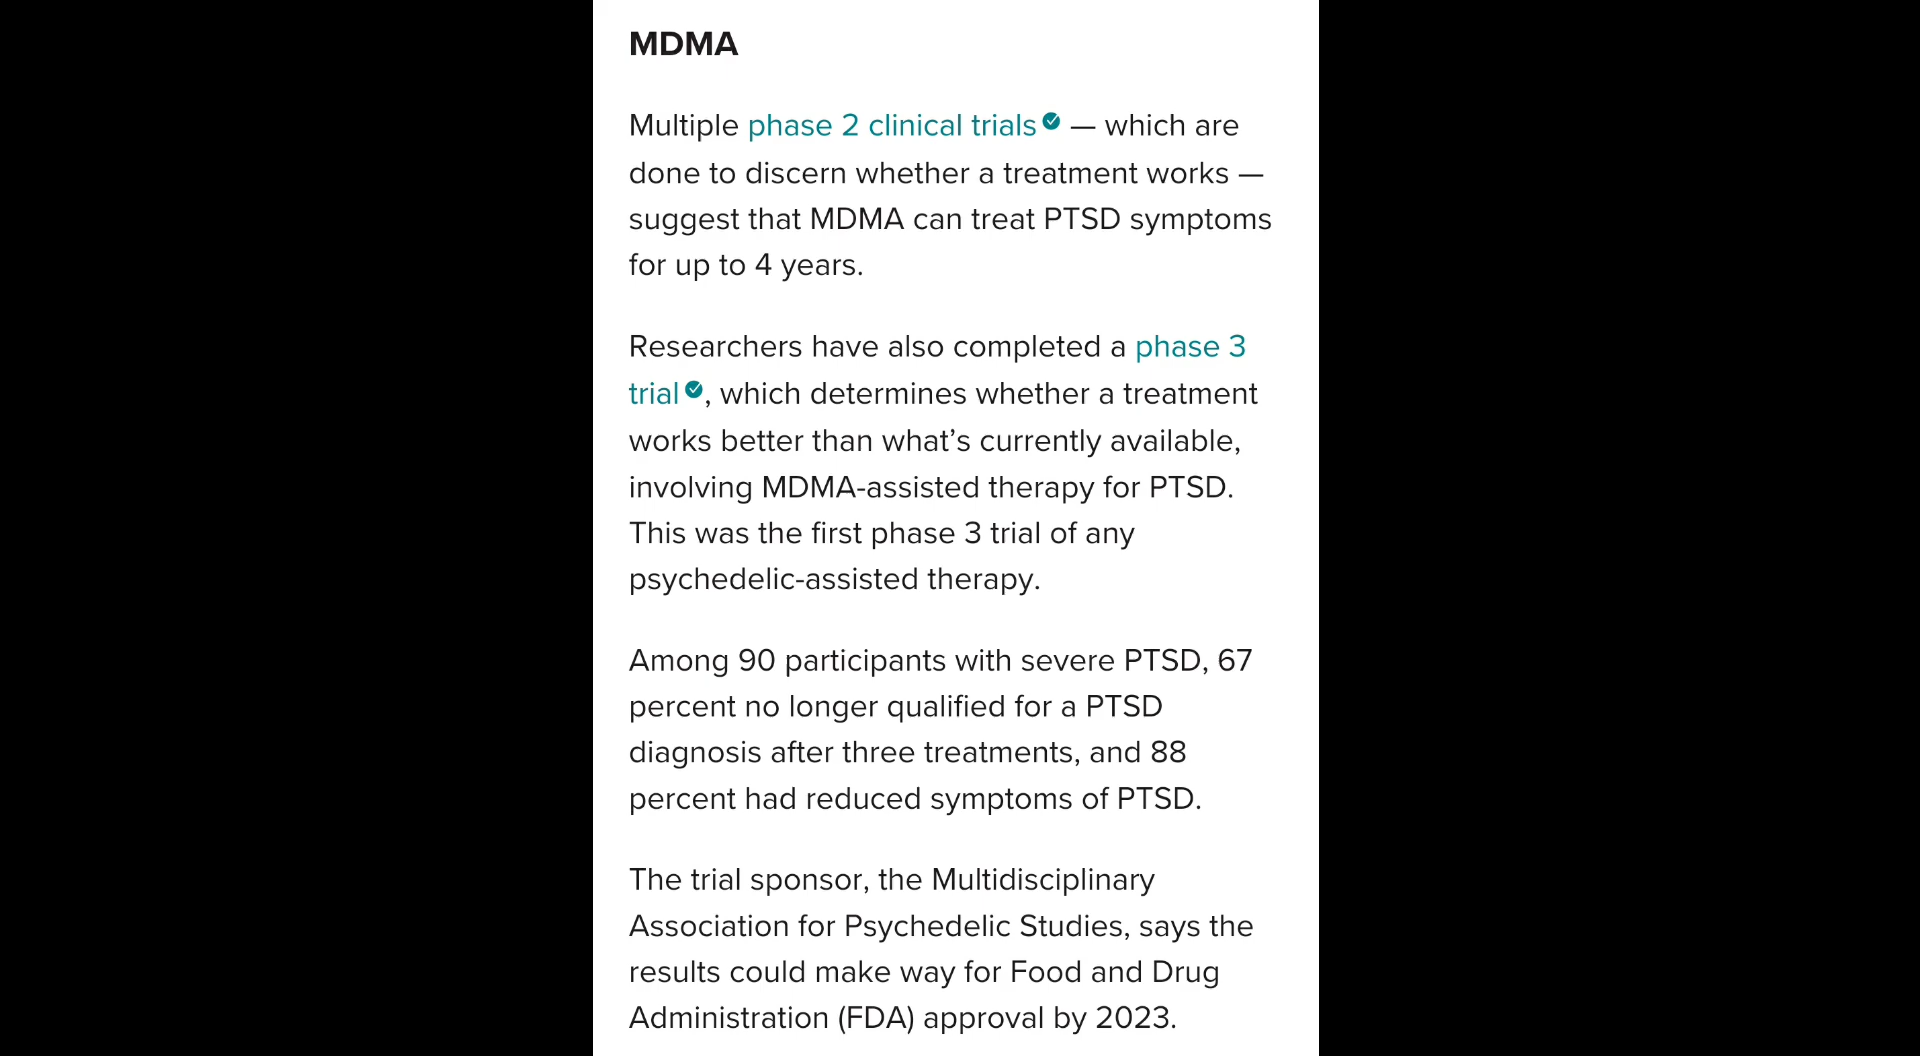 MDMA
Multiple phase 2 clinical trials — which are
done to discern whether a treatment works —
suggest that MDMA can treat PTSD symptoms
for up to 4 years.
Researchers have also completed a phase 3
trial, which determines whether a treatment
works better than what’s currently available,
involving MDMA-assisted therapy for PTSD.
This was the first phase 3 trial of any
psychedelic-assisted therapy.
Among 90 participants with severe PTSD, 67
percent no longer qualified for a PTSD
diagnosis after three treatments, and 88
percent had reduced symptoms of PTSD.
The trial sponsor, the Multidisciplinary
Association for Psychedelic Studies, says the
results could make way for Food and Drug
Administration (FDA) approval by 2023.